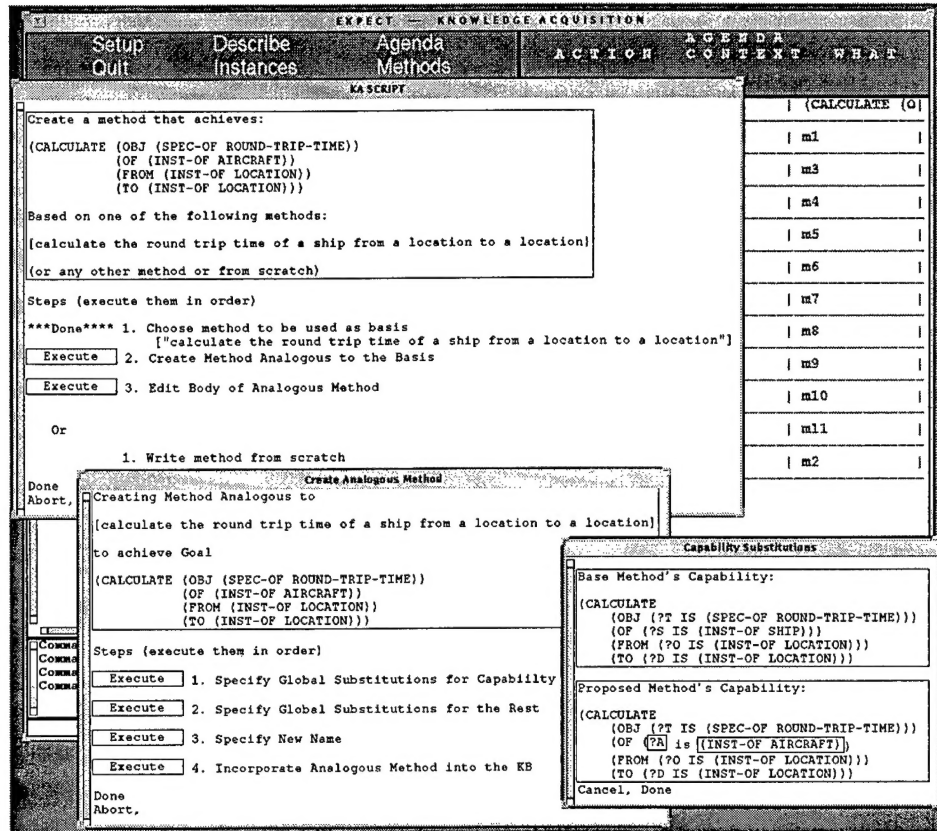 EXPECT — KNOWLEDGE ACQUISITION
Setup Describe Agenda
Quit Instances Methods
AGENDA
ACTION CONTEXT WHAT
KA SCRIPT
Create a method that achieves:
(CALCULATE (OBJ (SPEC-OF ROUND-TRIP-TIME))
(OF (INST-OF AIRCRAFT))
(FROM (INST-OF LOCATION))
(TO (INST-OF LOCATION)))
Based on one of the following methods:
[calculate the round trip time of a ship from a location to a location]
(or any other method or from scratch)
Steps (execute them in order)
***Done**** 1. Choose method to be used as basis
["calculate the round trip time of a ship from a location to a location"]
Execute 2. Create Method Analogous to the Basis
Execute 3. Edit Body of Analogous Method
Or
1. Write method from scratch
Done
Abort,
| (CALCULATE (O|
| m1 |
| m3 |
| m4 |
| m5 |
| m6 |
| m7 |
| m8 |
| m9 |
| m10 |
| m11 |
| m2 |
Comma
Comma
Comma
Comma
Create Analogous Method
Creating Method Analogous to
[calculate the round trip time of a ship from a location to a location]
to achieve Goal
(CALCULATE (OBJ (SPEC-OF ROUND-TRIP-TIME))
(OF (INST-OF AIRCRAFT))
(FROM (INST-OF LOCATION))
(TO (INST-OF LOCATION)))
Steps (execute them in order)
Execute 1. Specify Global Substitutions for Capabiilty
Execute 2. Specify Global Substitutions for the Rest
Execute 3. Specify New Name
Execute 4. Incorporate Analogous Method into the KB
Done
Abort,
Capability Substitutions
Base Method's Capability:
(CALCULATE
(OBJ (?T IS (SPEC-OF ROUND-TRIP-TIME)))
(OF (?S IS (INST-OF SHIP)))
(FROM (?O IS (INST-OF LOCATION)))
(TO (?D IS (INST-OF LOCATION)))
Proposed Method's Capability:
(CALCULATE
(OBJ (?T IS (SPEC-OF ROUND-TRIP-TIME)))
(OF (?A is (INST-OF AIRCRAFT))
(FROM (?O IS (INST-OF LOCATION)))
(TO (?D IS (INST-OF LOCATION)))
Cancel, Done